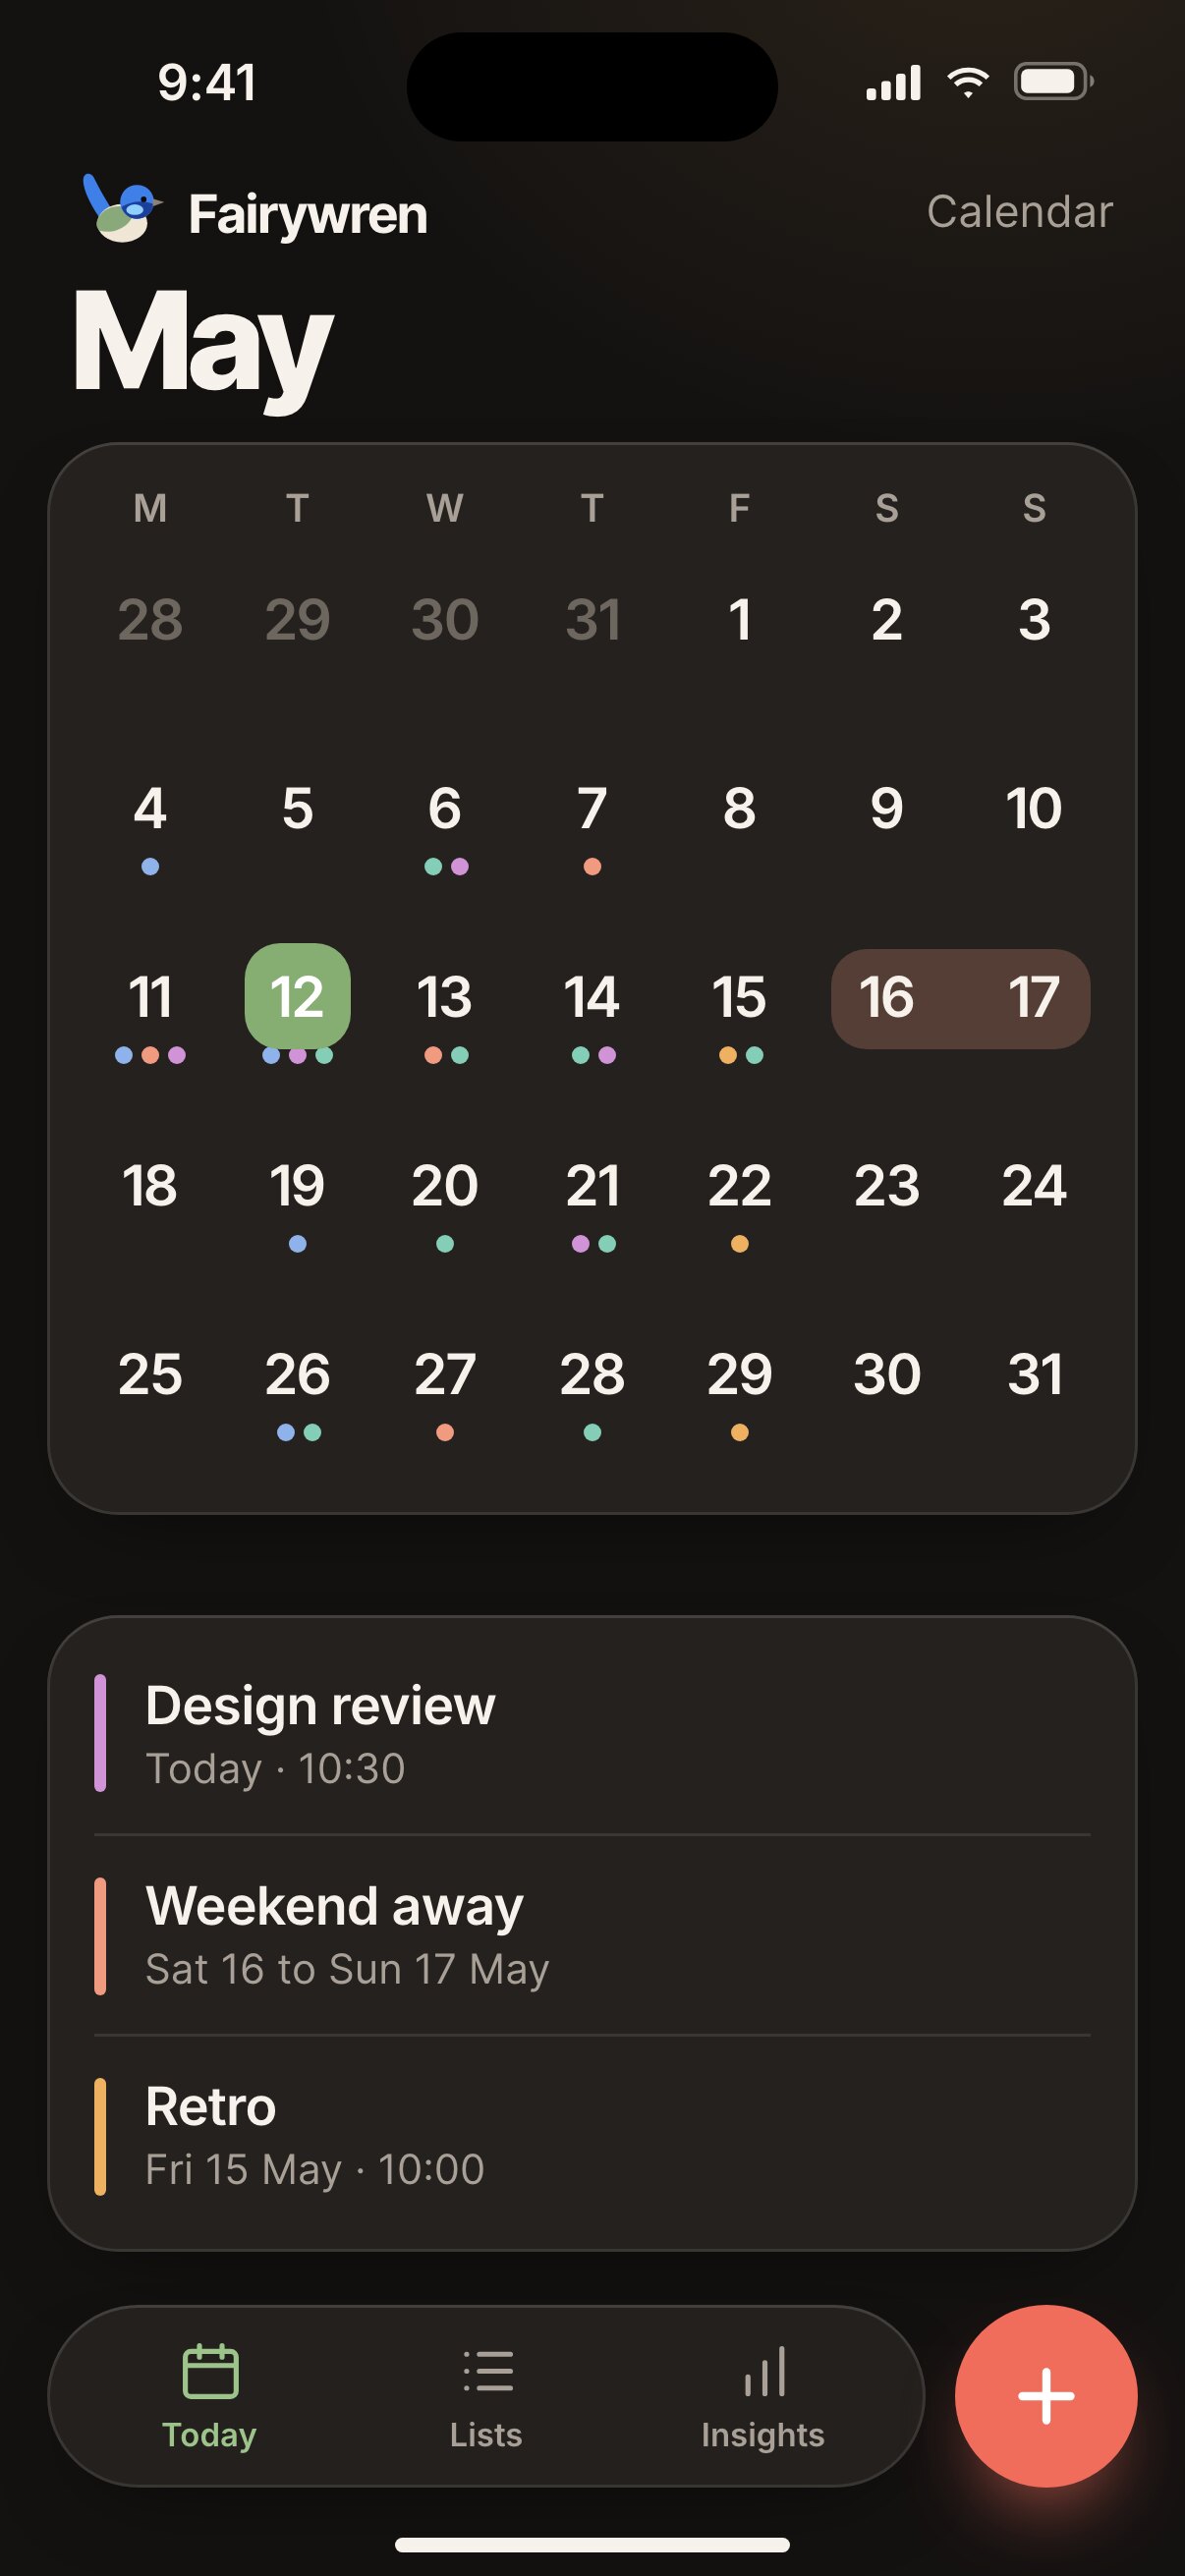 9:41
Fairywren
Calendar
May
M T W T F S S
28 29 30 31 1 2 3
4 5 6 7 8 9 10
11 12 13 14 15 16 17
18 19 20 21 22 23 24
25 26 27 28 29 30 31
Design review
Today · 10:30
Weekend away
Sat 16 to Sun 17 May
Retro
Fri 15 May · 10:00
Today Lists Insights